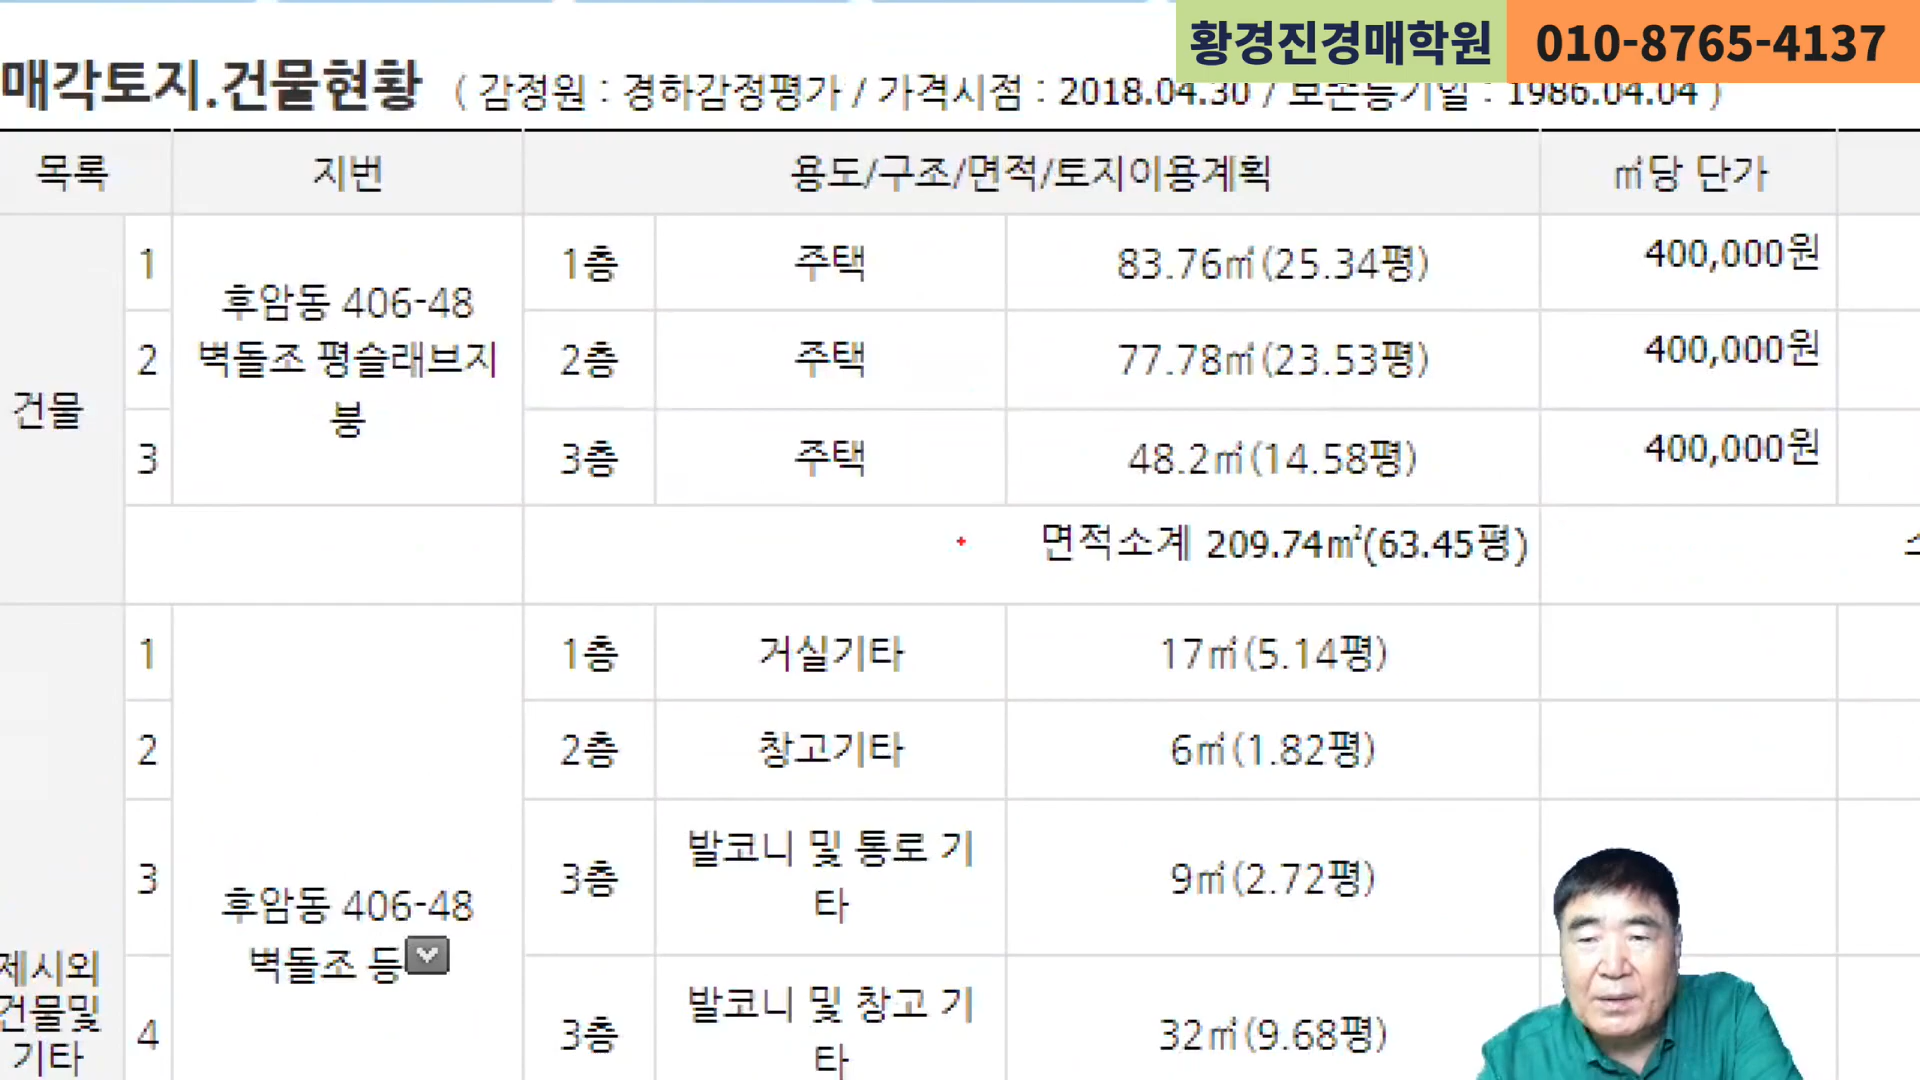 황경진경매학원 010-8765-4137
매각토지.건물현황 ( 감정원 : 경하감정평가 / 가격시점 : 2018.04.30 / 보존등기일 : 1986.04.04 )
목록 지번 용도/구조/면적/토지이용계획 ㎡당 단가
건물
후암동 406-48
벽돌조 평슬래브지
붕
1 1층 주택 83.76㎡(25.34평) 400,000원
2 2층 주택 77.78㎡(23.53평) 400,000원
3 3층 주택 48.2㎡(14.58평) 400,000원
면적소계 209.74㎡(63.45평)
제시외
건물및
기타
후암동 406-48
벽돌조 등
1 1층 거실기타 17㎡(5.14평)
2 2층 창고기타 6㎡(1.82평)
3 3층 발코니 및 통로 기
타 9㎡(2.72평)
4 3층 발코니 및 창고 기
타 32㎡(9.68평)